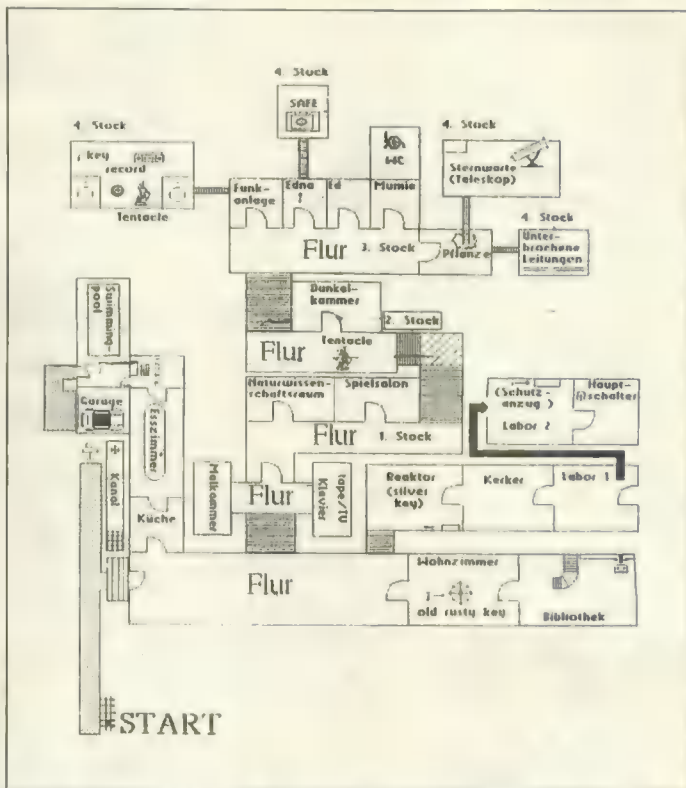 4. Stock
SAFE
4. Stock
key
record
Tentacle
WC
4. Stock
Sternwarte
(Teleskop)
Funk-
anlage
Edna
Ed
Mumie
Flur
3. Stock
Pflanze
4. Stock
Unter-
brochene
Leitungen
Dunkel-
kammer
2. Stock
Flur
Tentacle
Swimming-
pool
Garage
Esszimmer
Kanal
Küche
Naturwissen-
schaftsraum
Spielsalon
Flur
1. Stock
(Schutz-
anzug)
Labor 2
Haupt-
schalter
Malkammer
Flur
tape/TV
Klavier
Reaktor
(silver
key)
Kerker
Labor 1
Flur
Wohnzimmer
old rusty key
Bibliothek
START